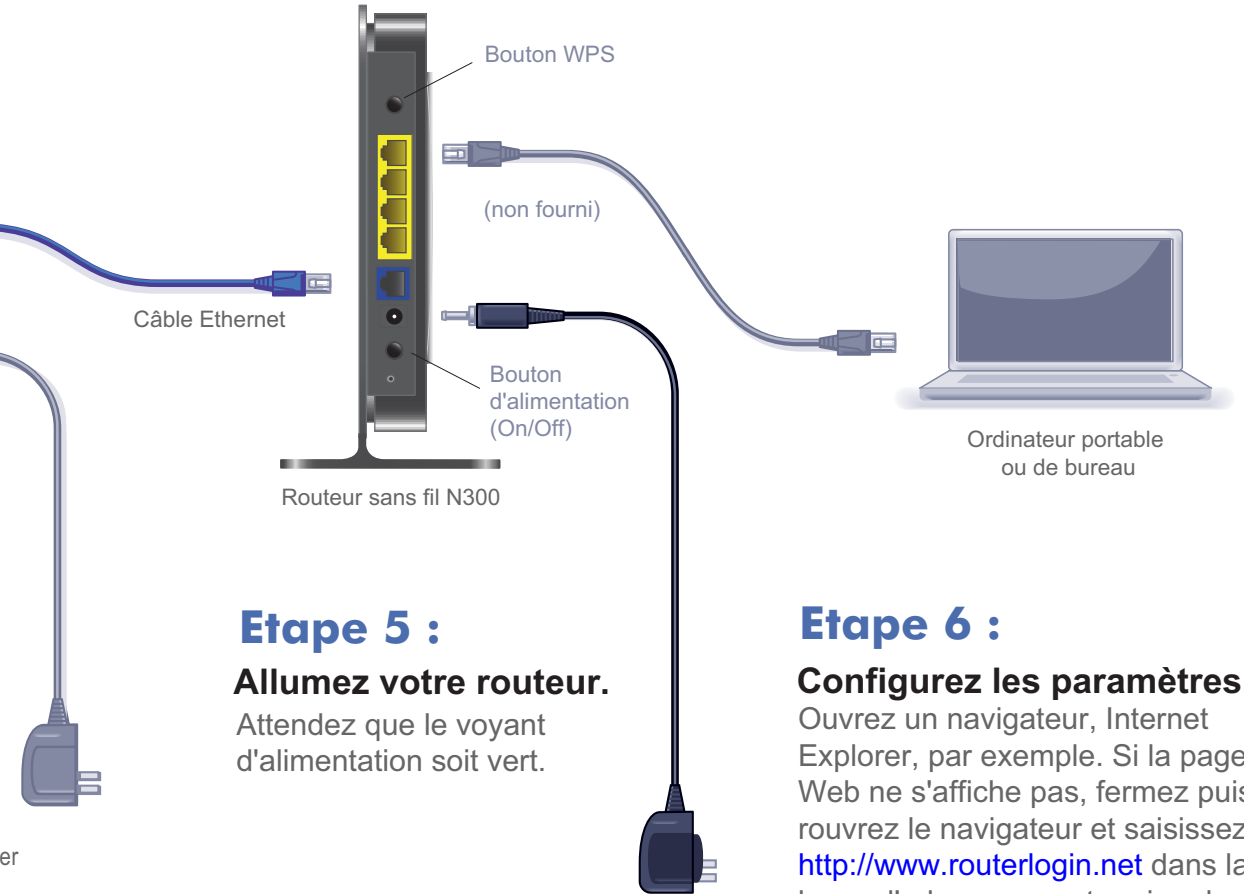 Bouton WPS
(non fourni)
Câble Ethernet
Bouton
d'alimentation
(On/Off)
Ordinateur portable
ou de bureau
Routeur sans fil N300
Etape 5 :
Allumez votre routeur.
Attendez que le voyant
d'alimentation soit vert.
Etape 6 :
Configurez les paramètres
Ouvrez un navigateur, Internet
Explorer, par exemple. Si la page
Web ne s'affiche pas, fermez puis
rouvrez le navigateur et saisissez
http://www.routerlogin.net dans la
er